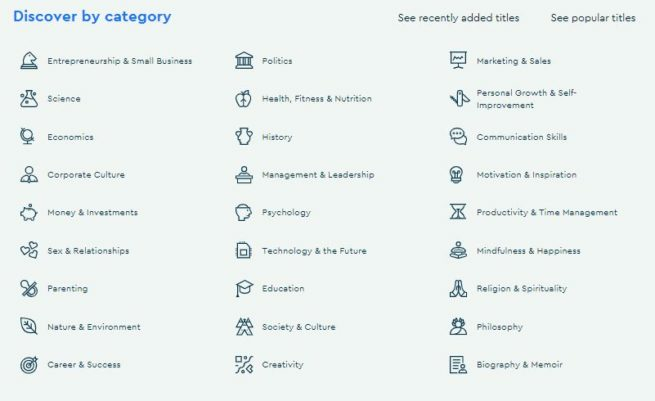 Discover by category
See recently added titles
See popular titles
Entrepreneurship & Small Business
Politics
Marketing & Sales
Science
Health, Fitness & Nutrition
Personal Growth & Self-
Improvement
Economics
History
Communication Skills
Corporate Culture
Management & Leadership
Motivation & Inspiration
Money & Investments
Psychology
Productivity & Time Management
Sex & Relationships
Technology & the Future
Mindfulness & Happiness
Parenting
Education
Religion & Spirituality
Nature & Environment
Society & Culture
Philosophy
Career & Success
Creativity
Biography & Memoir